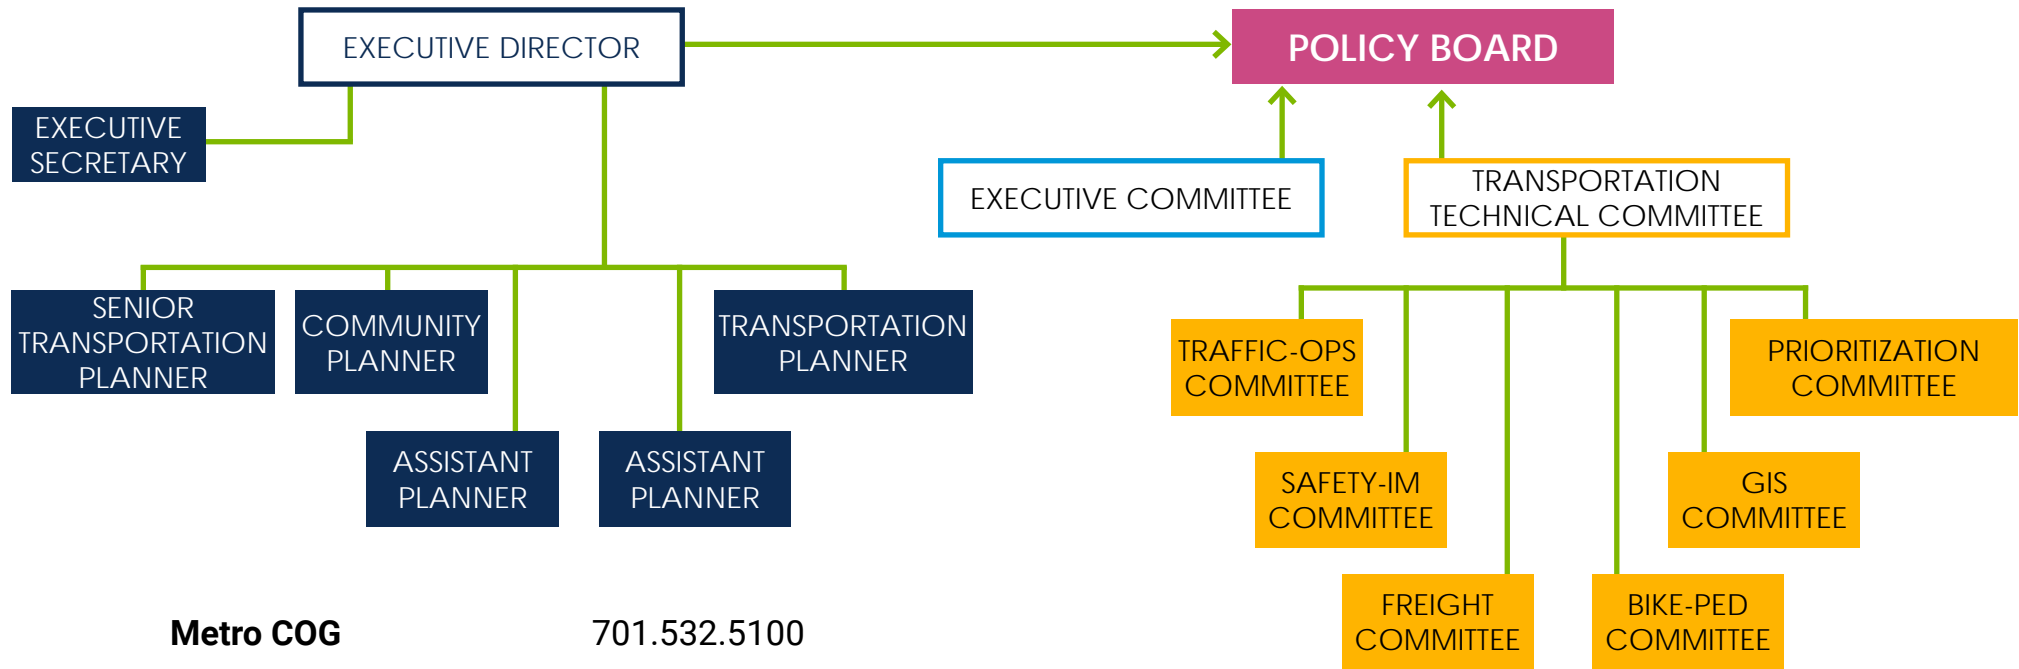 EXECUTIVE DIRECTOR
POLICY BOARD
EXECUTIVE
SECRETARY
EXECUTIVE COMMITTEE
TRANSPORTATION
TECHNICAL COMMITTEE
SENIOR
TRANSPORTATION
PLANNER
COMMUNITY
PLANNER
TRANSPORTATION
PLANNER
ASSISTANT
PLANNER
ASSISTANT
PLANNER
TRAFFIC-OPS
COMMITTEE
PRIORITIZATION
COMMITTEE
SAFETY-IM
COMMITTEE
GIS
COMMITTEE
FREIGHT
COMMITTEE
BIKE-PED
COMMITTEE
Metro COG
701.532.5100